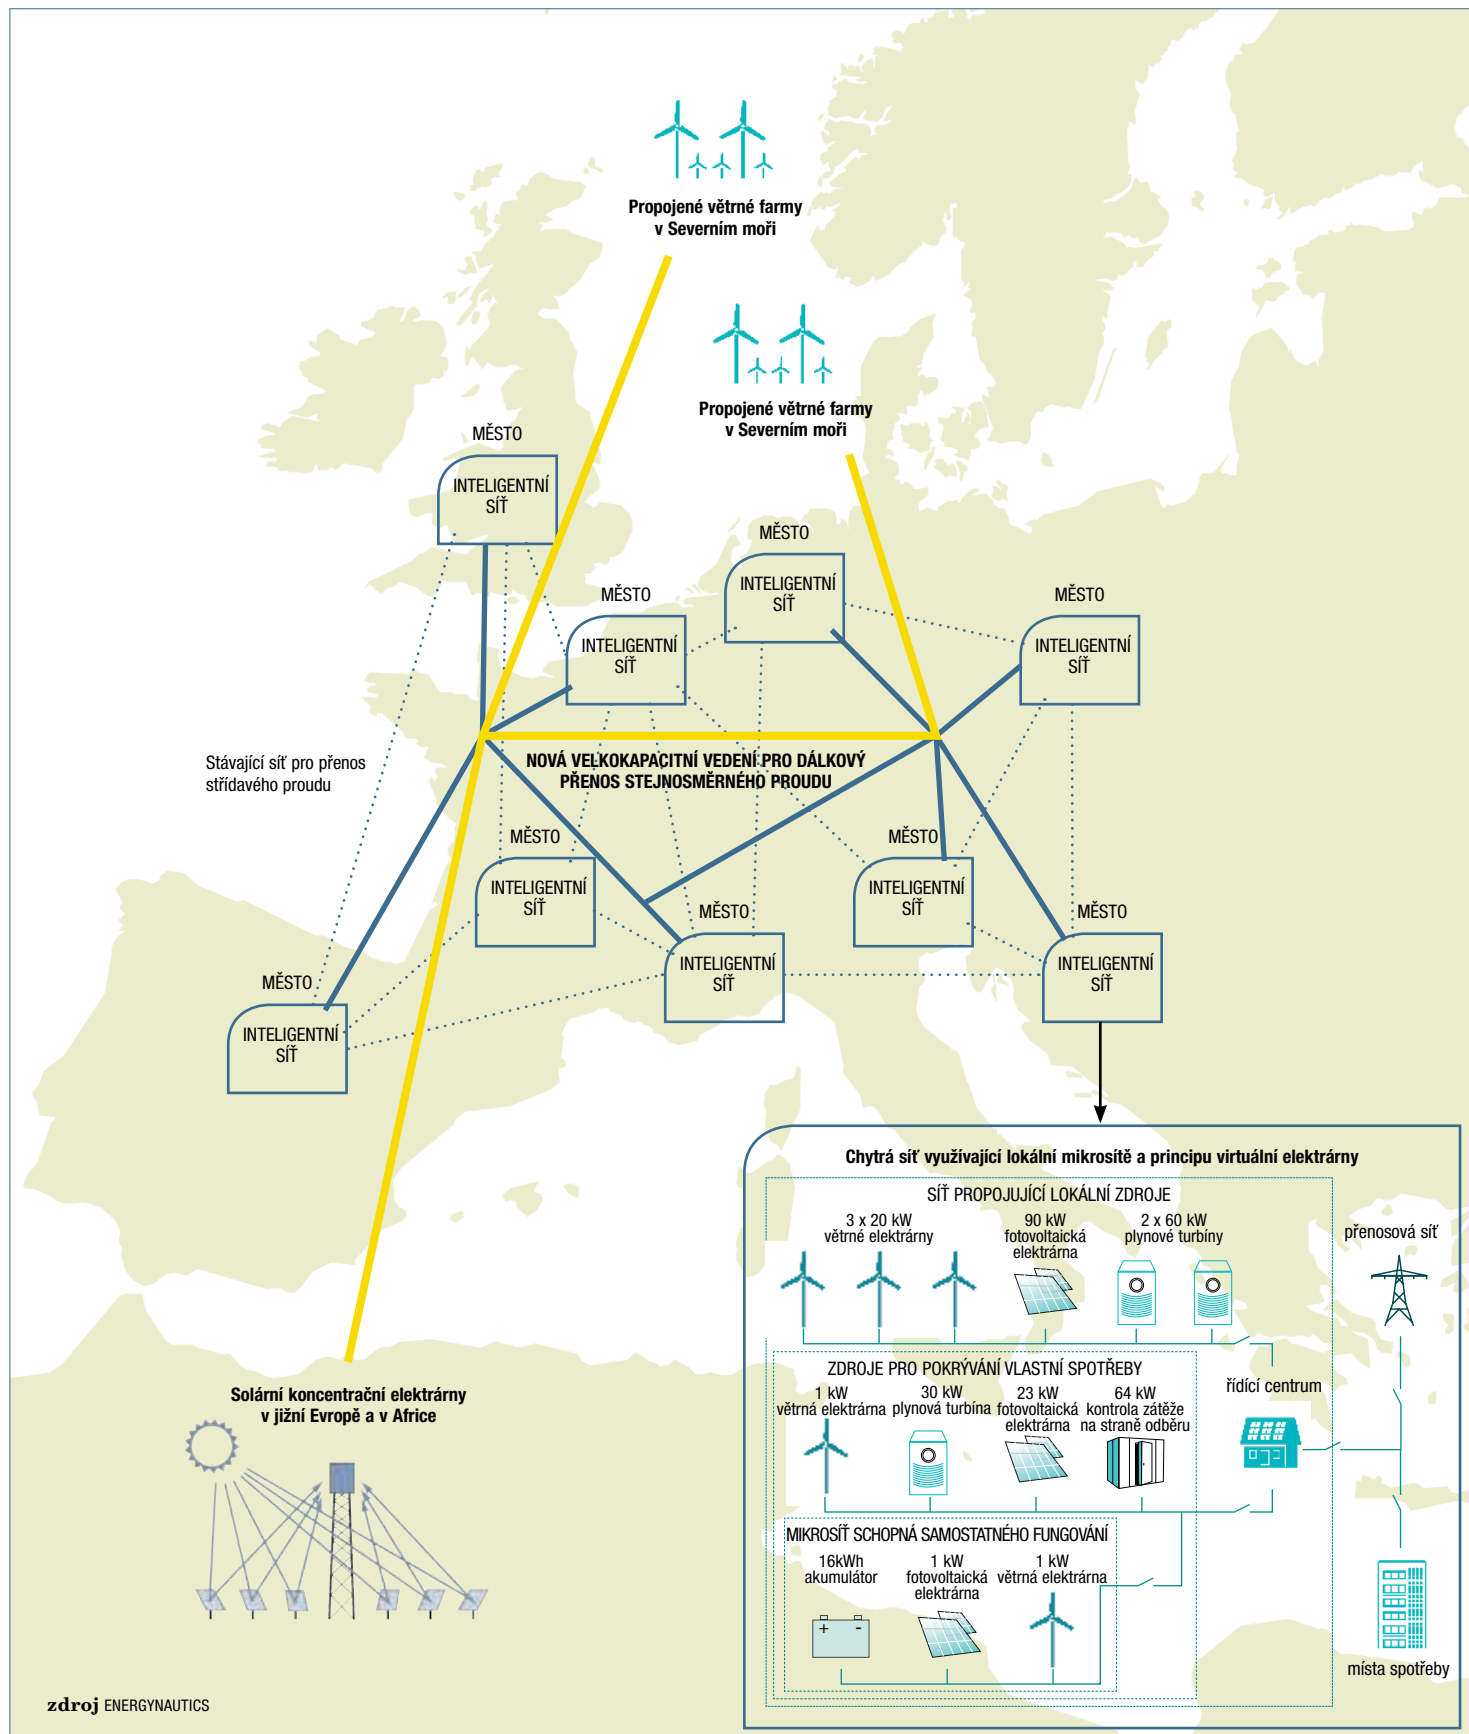 Propojené větrné farmy
v Severním moři
Propojené větrné farmy
v Severním moři
MĚSTO
INTELIGENTNÍ
SÍŤ
MĚSTO
INTELIGENTNÍ
SÍŤ
MĚSTO
INTELIGENTNÍ
SÍŤ
MĚSTO
INTELIGENTNÍ
SÍŤ
Stávající síť pro přenos
střídavého proudu
NOVÁ VELKOKAPACITNÍ VEDENÍ PRO DÁLKOVÝ
PŘENOS STEJNOSMĚRNÉHO PROUDU
MĚSTO
INTELIGENTNÍ
SÍŤ
MĚSTO
INTELIGENTNÍ
SÍŤ
MĚSTO
INTELIGENTNÍ
SÍŤ
MĚSTO
INTELIGENTNÍ
SÍŤ
MĚSTO
INTELIGENTNÍ
SÍŤ
Chytrá síť využívající lokální mikrosítě a principu virtuální elektrárny
SÍŤ PROPOJUJÍCÍ LOKÁLNÍ ZDROJE
3 x 20 kW
větrné elektrárny
90 kW
fotovoltaická
elektrárna
2 x 60 kW
plynové turbíny
přenosová síť
ZDROJE PRO POKRÝVÁNÍ VLASTNÍ SPOTŘEBY
1 kW
větrná elektrárna
30 kW
plynová turbína
23 kW
fotovoltaická
elektrárna
64 kW
kontrola zátěže
na straně odběru
řídící centrum
MIKROSÍŤ SCHOPNÁ SAMOSTATNÉHO FUNGOVÁNÍ
16kWh
akumulátor
1 kW
fotovoltaická
elektrárna
1 kW
větrná elektrárna
+ -
místa spotřeby
Solární koncentrační elektrárny
v jižní Evropě a v Africe
zdroj ENERGYNAUTICS